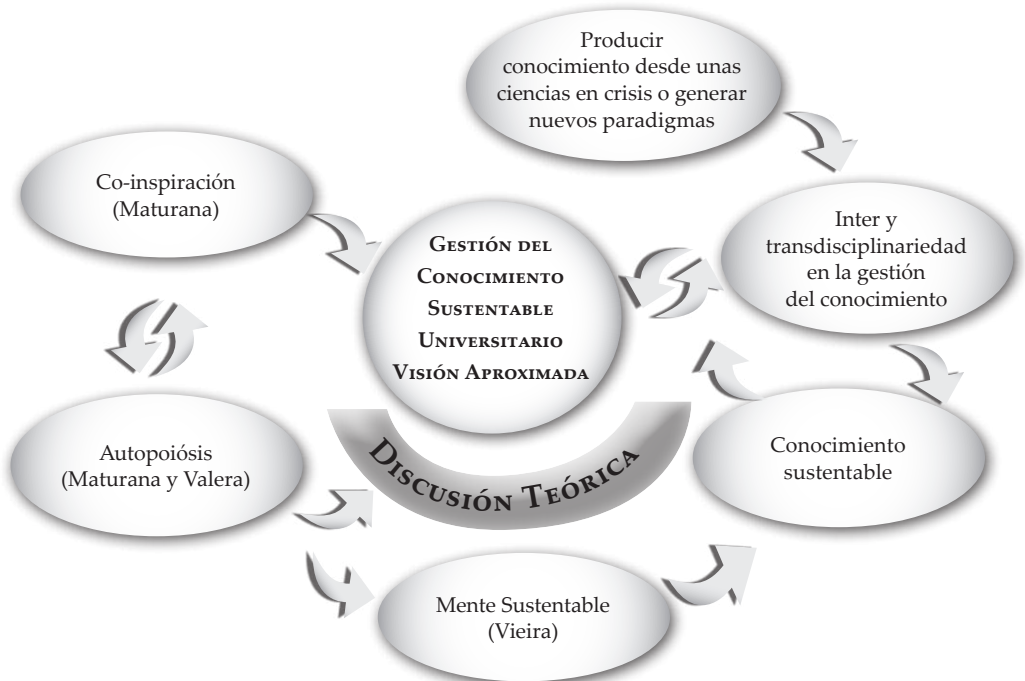 Producir
conocimiento desde unas
ciencias en crisis o generar
nuevos paradigmas
Co-inspiración
(Maturana)
Gestión del
Conocimiento
Sustentable
Universitario
Visión Aproximada
Inter y
transdisciplinariedad
en la gestión
del conocimiento
Autopoiósis
(Maturana y Valera)
Discusión Teórica
Conocimiento
sustentable
Mente Sustentable
(Vieira)